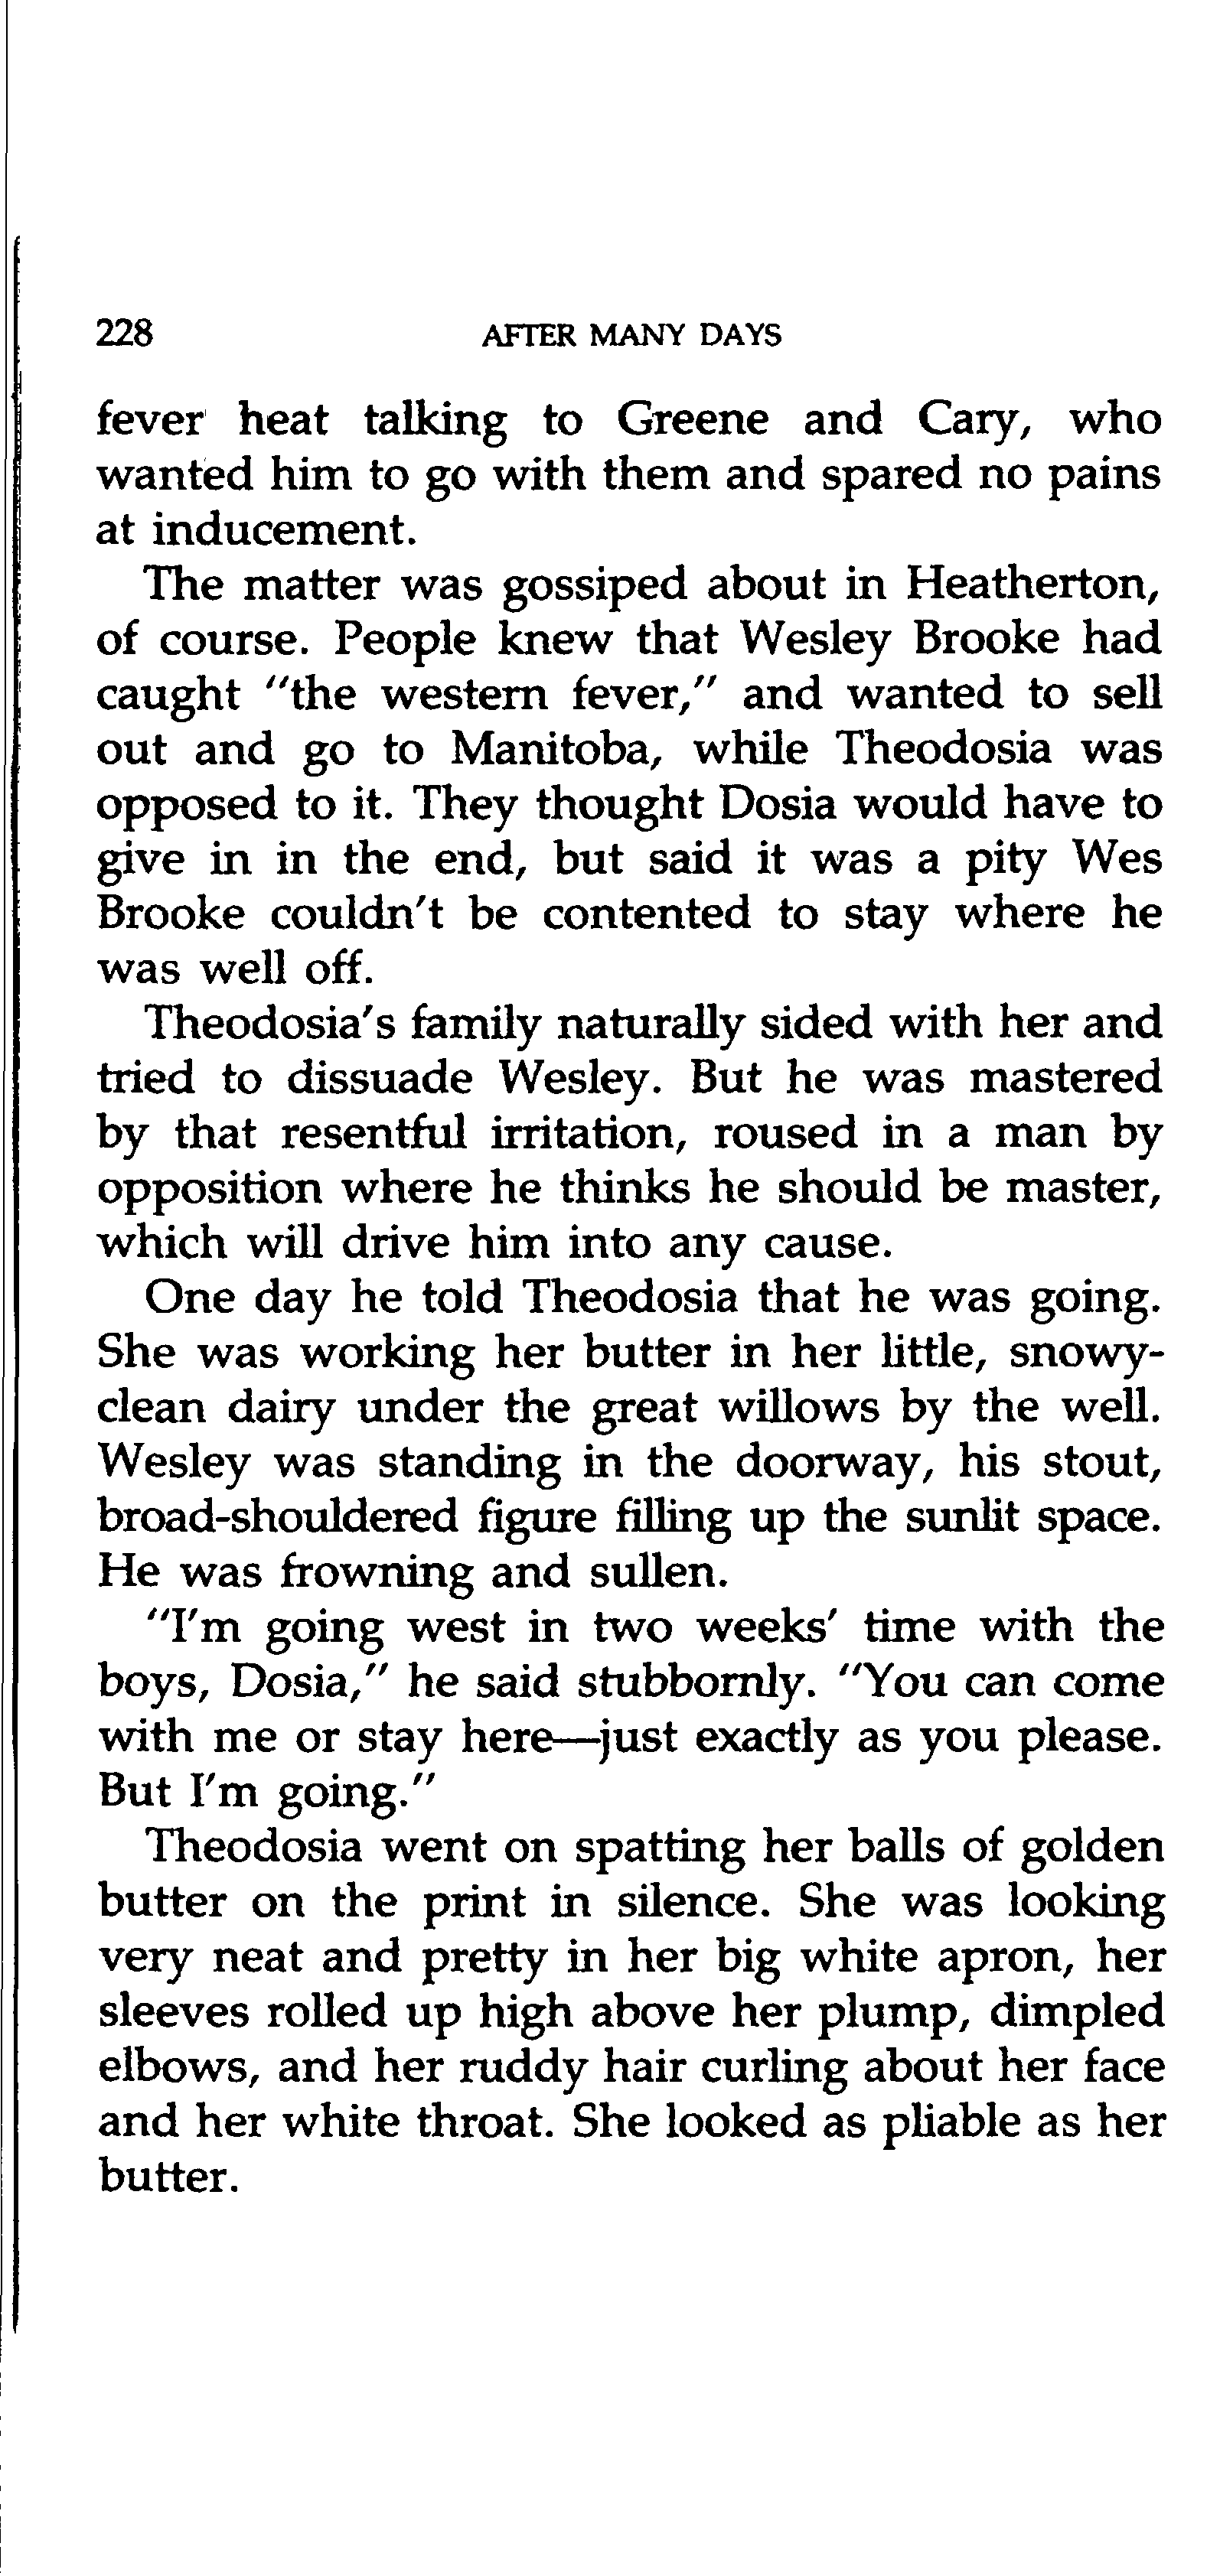 228 AFTER MANY DAYS
fever heat talking to Greene and Cary, who
wanted him to go with them and spared no pains
at inducement.
The matter was gossiped about in Heatherton,
of course. People knew that Wesley Brooke had
caught "the western fever," and wanted to sell
out and go to Manitoba, while Theodosia was
opposed to it. They thought Dosia would have to
give in in the end, but said it was a pity Wes
Brooke couldn't be contented to stay where he
was well off.
Theodosia's family naturally sided with her and
tried to dissuade Wesley. But he was mastered
by that resentful irritation, roused in a man by
opposition where he thinks he should be master,
which will drive him into any cause.
One day he told Theodosia that he was going.
She was working her butter in her little, snowy-
clean dairy under the great willows by the well.
Wesley was standing in the doorway, his stout,
broad-shouldered figure filling up the sunlit space.
He was frowning and sullen.
"I'm going west in two weeks' time with the
boys, Dosia," he said stubbornly. "You can come
with me or stay here—just exactly as you please.
But I'm going."
Theodosia went on spatting her balls of golden
butter on the print in silence. She was looking
very neat and pretty in her big white apron, her
sleeves rolled up high above her plump, dimpled
elbows, and her ruddy hair curling about her face
and her white throat. She looked as pliable as her
butter.